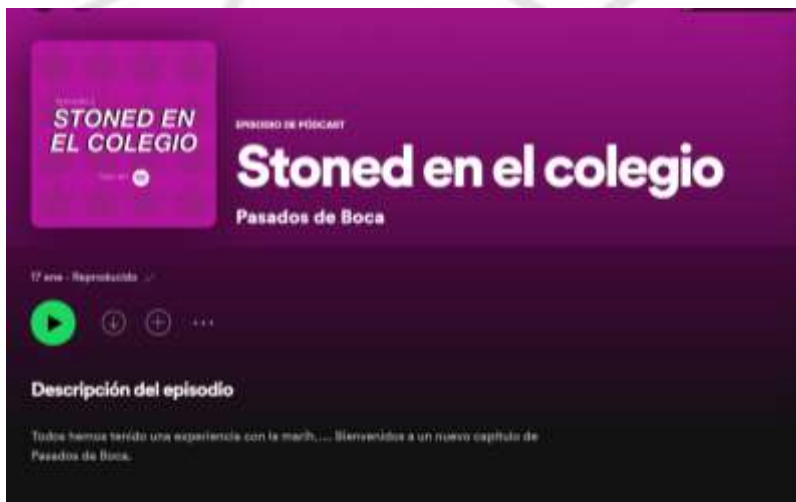 STONED EN
EL COLEGIO
EPISODIO DE PÓDCAST
Stoned en el colegio
Pasados de Boca
17 ene · Reproducido
Descripción del episodio
Todos hemos tenido una experiencia con la marih.... Bienvenidos a un nuevo capítulo de
Pasados de Boca.